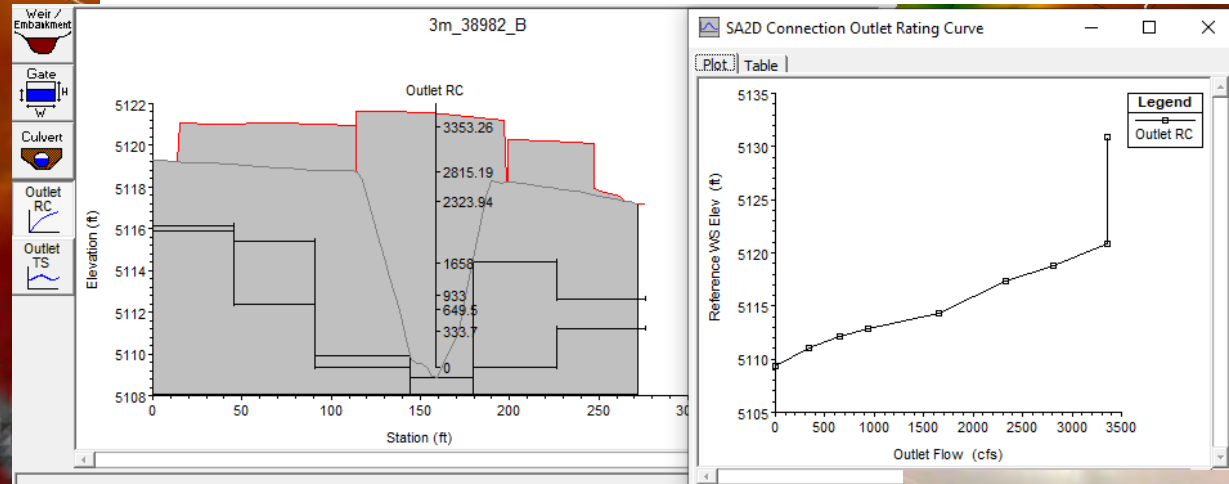 Weir /
Embankment
Gate
H
W
Culvert
Outlet
RC
Outlet
TS
3m_38982_B
Outlet RC
3353.26
2815.19
2323.94
1658
933
649.5
333.7
0
Elevation (ft)
5122
5120
5118
5116
5114
5112
5110
5108
0 50 100 150 200 250
Station (ft)
SA2D Connection Outlet Rating Curve
Plot Table
Legend
Outlet RC
Reference WS Elev (ft)
5135
5130
5125
5120
5115
5110
5105
0 500 1000 1500 2000 2500 3000 3500
Outlet Flow (cfs)